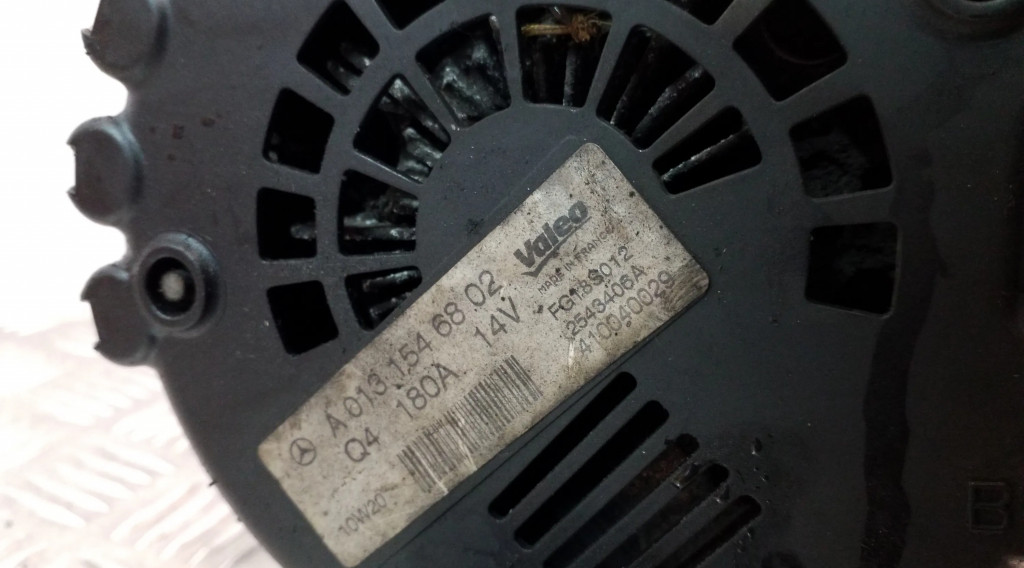 Valeo
MADE IN FRANCE
A 013 154 68 02
FG18S012
Q4 180A 14V
2543406A
410040029
10W20
B